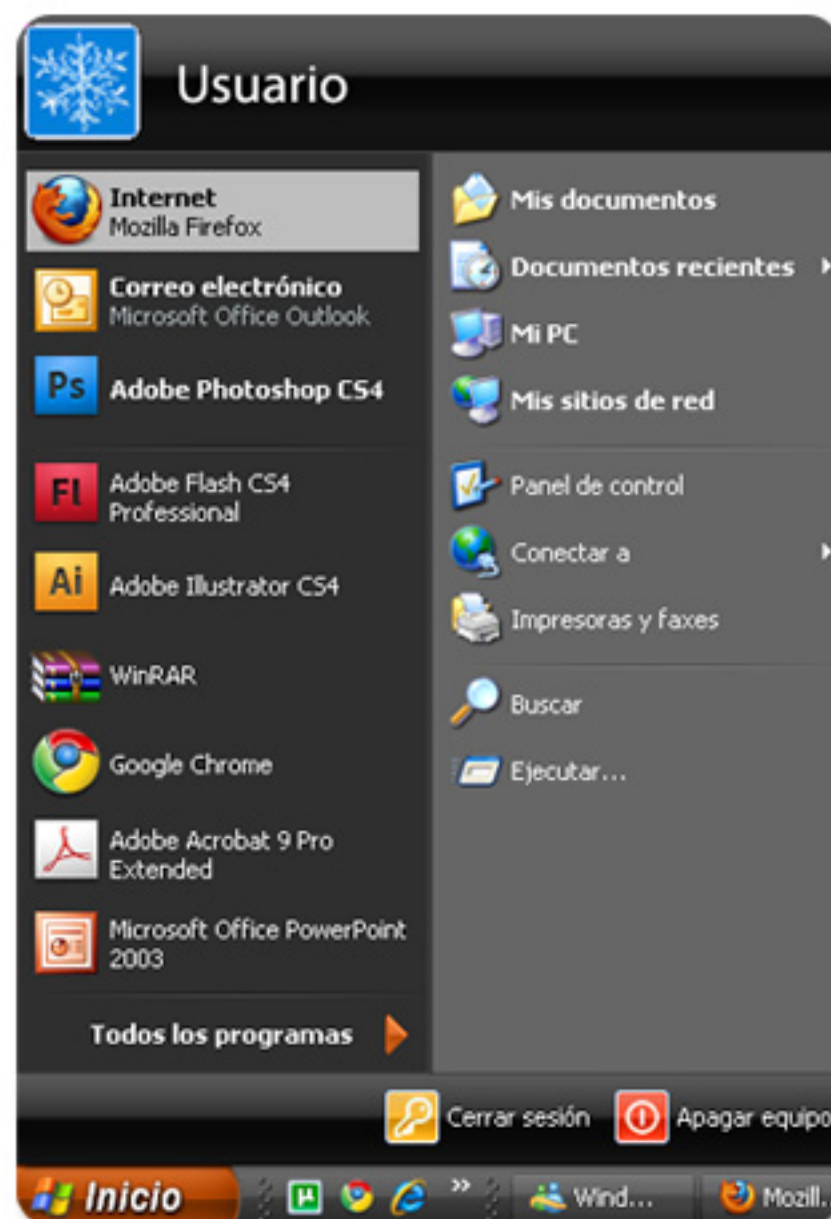 Usuario
Internet
Mozilla Firefox
Correo electrónico
Microsoft Office Outlook
Ps
Adobe Photoshop CS4
Fl
Adobe Flash CS4
Professional
Ai
Adobe Illustrator CS4
WinRAR
Google Chrome
Adobe Acrobat 9 Pro
Extended
Microsoft Office PowerPoint
2003
Todos los programas
Mis documentos
Documentos recientes
Mi PC
Mis sitios de red
Panel de control
Conectar a
Impresoras y faxes
Buscar
Ejecutar...
Cerrar sesión
Apagar equipo
Inicio
µ
»
Wind...
Mozill.